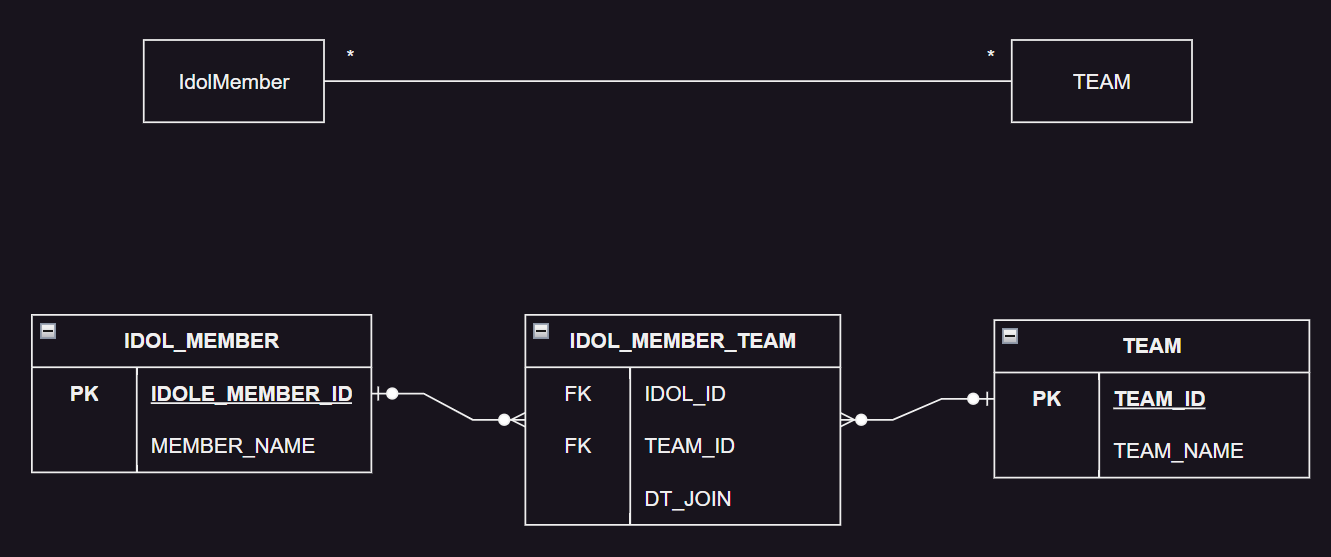 *
*
IdolMember
TEAM
IDOL_MEMBER
PK
IDOLE_MEMBER_ID
MEMBER_NAME
IDOL_MEMBER_TEAM
FK
IDOL_ID
FK
TEAM_ID
DT_JOIN
TEAM
PK
TEAM_ID
TEAM_NAME